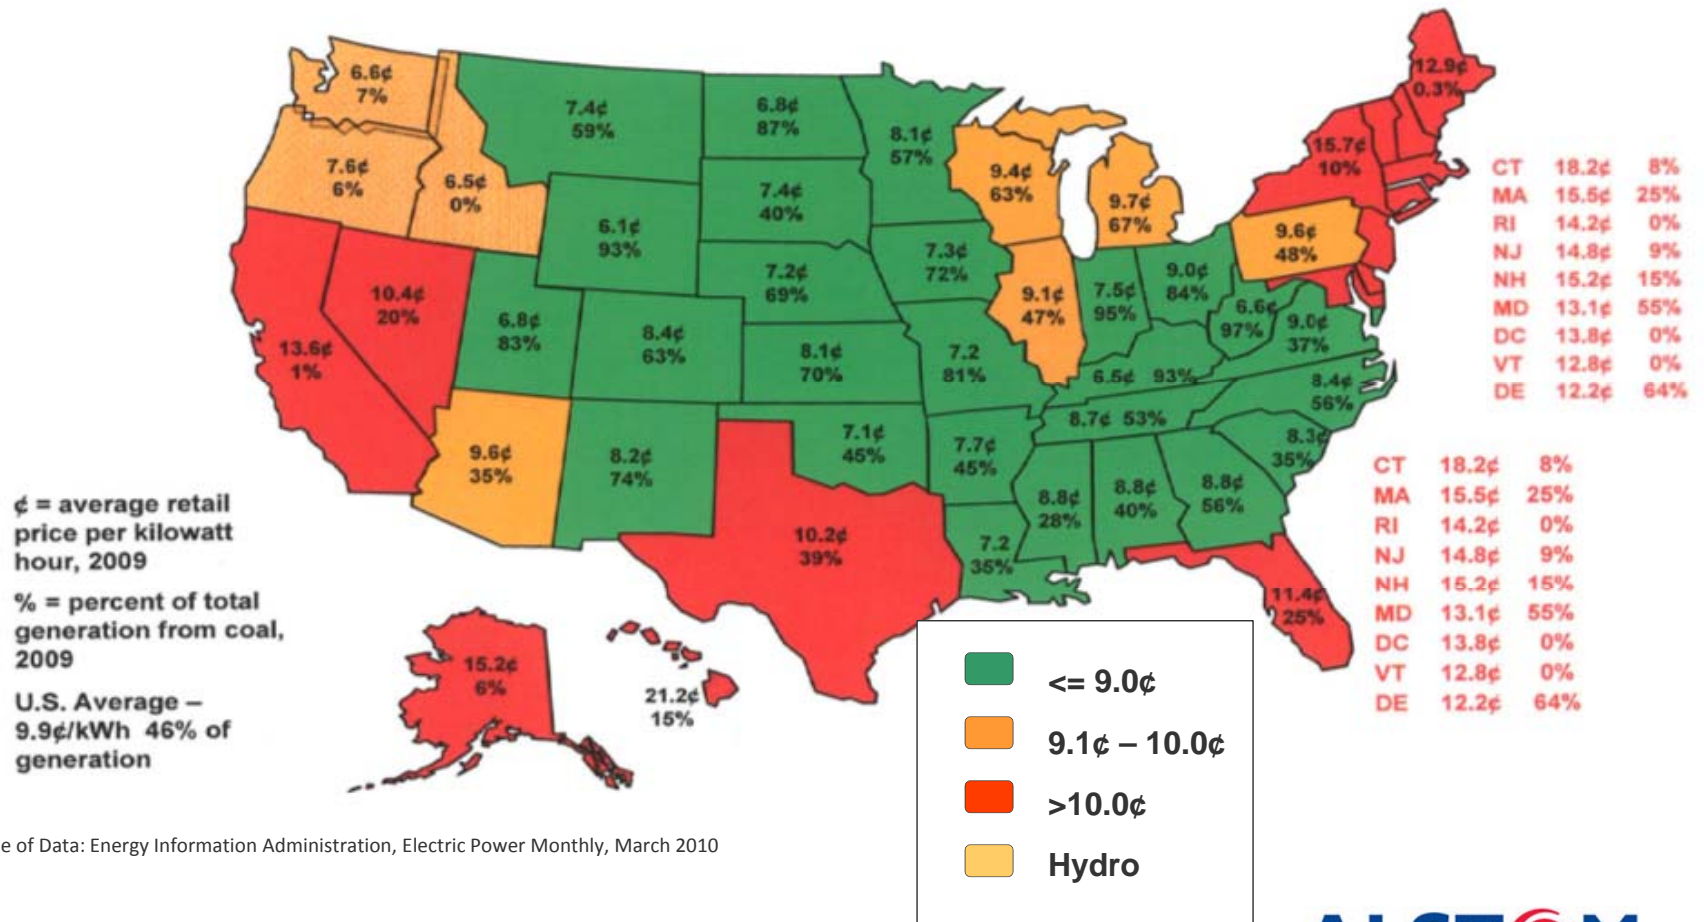 6.6¢
7%
7.6¢
6%
6.5¢
0%
7.4¢
59%
6.8¢
87%
8.1¢
57%
9.4¢
63%
9.7¢
67%
12.9¢
0.3%
15.7¢
10%
6.1¢
93%
7.4¢
40%
7.2¢
69%
7.3¢
72%
9.1¢
47%
7.5¢
95%
9.0¢
84%
9.6¢
48%
6.6¢
97%
9.0¢
37%
13.6¢
1%
10.4¢
20%
6.8¢
83%
8.4¢
63%
8.1¢
70%
7.2
81%
6.5¢ 93%
8.4¢
56%
8.7¢ 53%
8.3¢
35%
9.6¢
35%
8.2¢
74%
7.1¢
45%
7.7¢
45%
8.8¢
28%
8.8¢
40%
8.8¢
56%
10.2¢
39%
7.2
35%
11.4¢
25%
15.2¢
6%
21.2¢
15%
CT 18.2¢ 8%
MA 15.5¢ 25%
RI 14.2¢ 0%
NJ 14.8¢ 9%
NH 15.2¢ 15%
MD 13.1¢ 55%
DC 13.8¢ 0%
VT 12.8¢ 0%
DE 12.2¢ 64%
CT 18.2¢ 8%
MA 15.5¢ 25%
RI 14.2¢ 0%
NJ 14.8¢ 9%
NH 15.2¢ 15%
MD 13.1¢ 55%
DC 13.8¢ 0%
VT 12.8¢ 0%
DE 12.2¢ 64%
¢ = average retail
price per kilowatt
hour, 2009
% = percent of total
generation from coal,
2009
U.S. Average –
9.9¢/kWh 46% of
generation
<= 9.0¢
9.1¢ – 10.0¢
>10.0¢
Hydro
e of Data: Energy Information Administration, Electric Power Monthly, March 2010